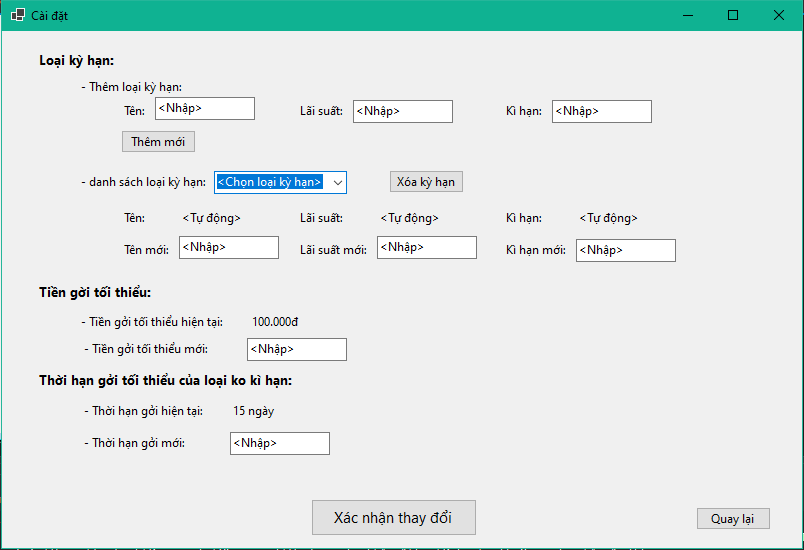 Cài đặt
Loại kỳ hạn:
- Thêm loại kỳ hạn:
Tên: <Nhập> Lãi suất: <Nhập> Kì hạn: <Nhập>
Thêm mới
- danh sách loại kỳ hạn: <Chọn loại kỳ hạn> Xóa kỳ hạn
Tên: <Tự động> Lãi suất: <Tự động> Kì hạn: <Tự động>
Tên mới: <Nhập> Lãi suất mới: <Nhập> Kì hạn mới: <Nhập>
Tiền gởi tối thiểu:
- Tiền gởi tối thiểu hiện tại: 100.000đ
- Tiền gởi tối thiểu mới: <Nhập>
Thời hạn gởi tối thiểu của loại ko kì hạn:
- Thời hạn gởi hiện tại: 15 ngày
- Thời hạn gởi mới: <Nhập>
Xác nhận thay đổi
Quay lại